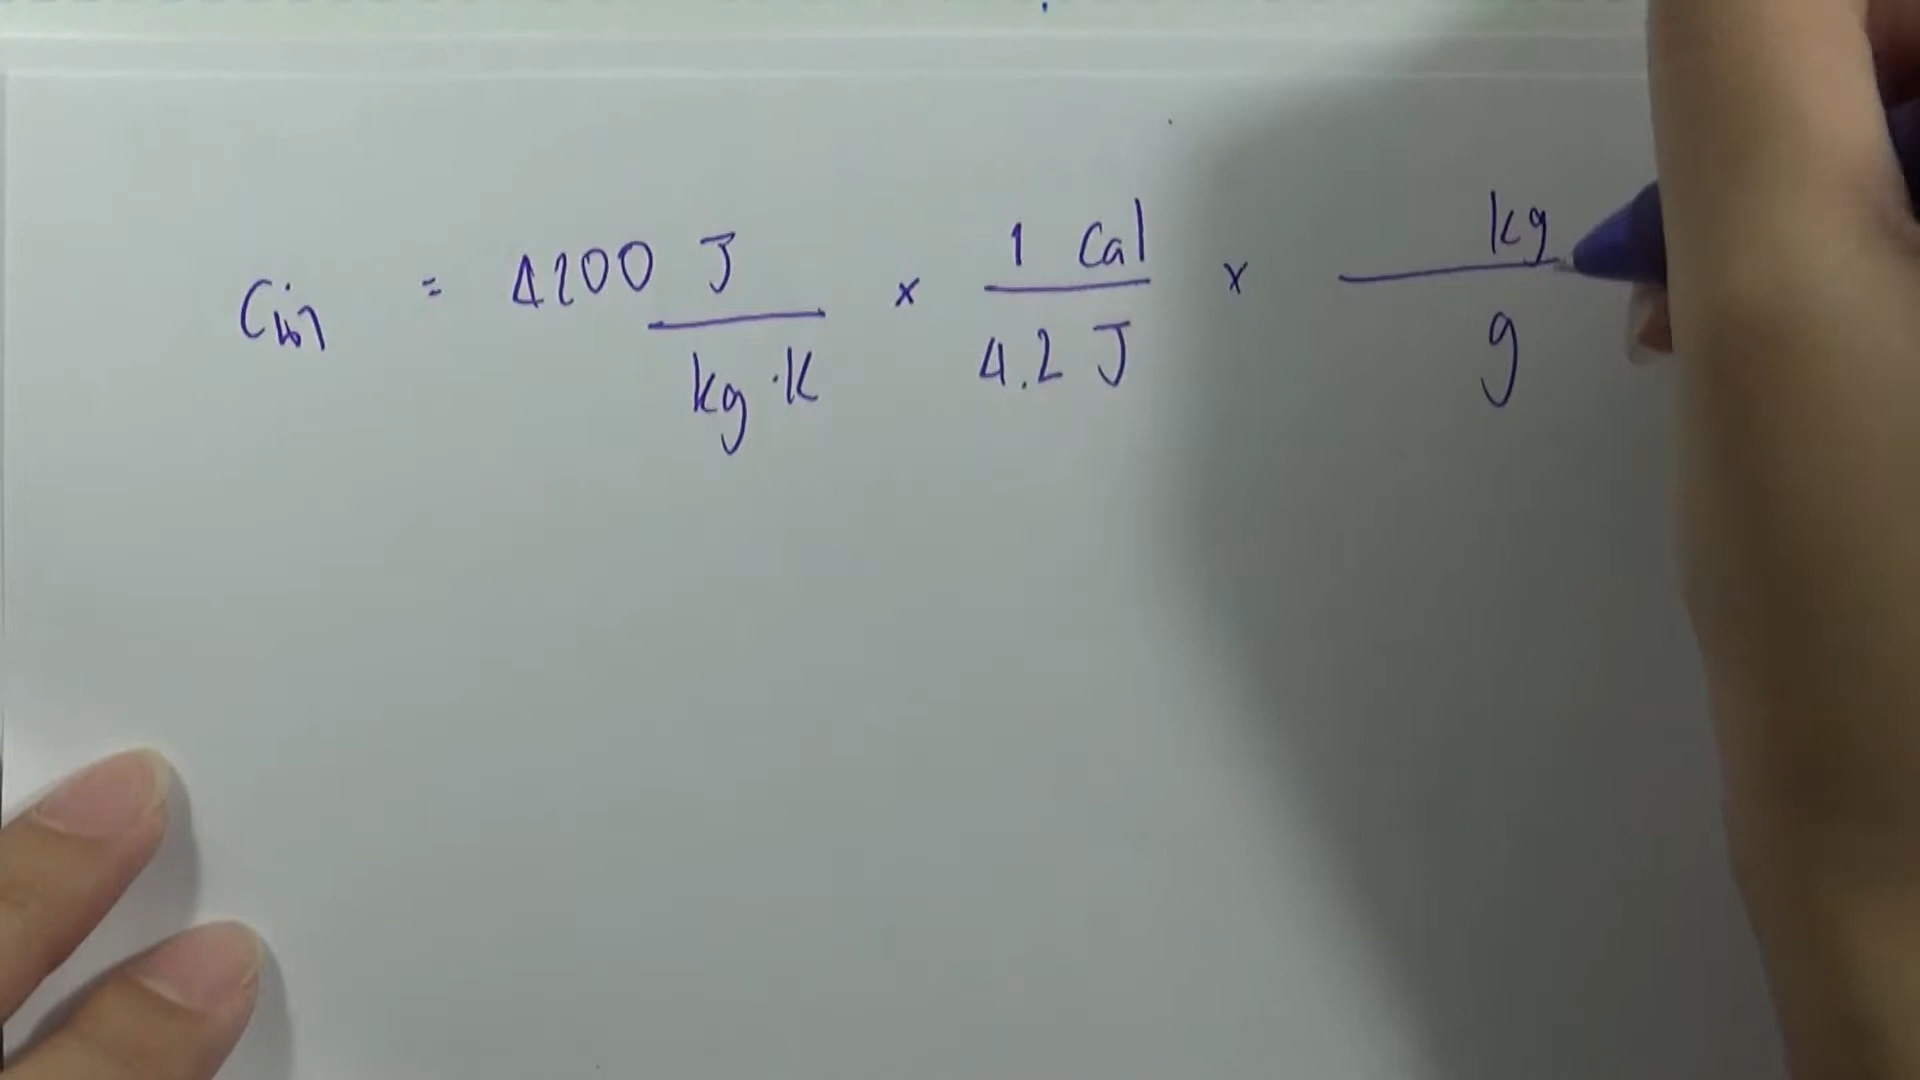 Cน้ำ = 4200 J / kg·K × 1 Cal / 4.2 J × kg / g